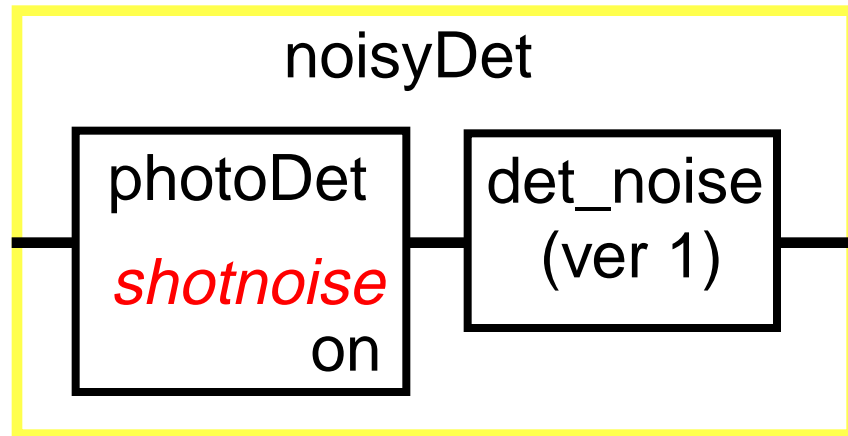 noisyDet
photoDet
shotnoise
on
det_noise
(ver 1)